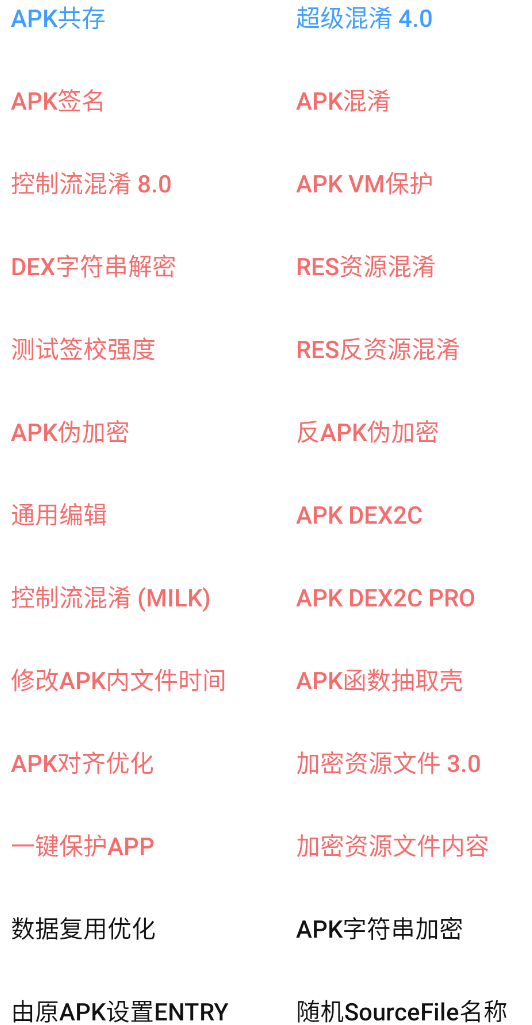 APK共存
超级混淆 4.0
APK签名
APK混淆
控制流混淆 8.0
APK VM保护
DEX字符串解密
RES资源混淆
测试签校强度
RES反资源混淆
APK伪加密
反APK伪加密
通用编辑
APK DEX2C
控制流混淆 (MILK)
APK DEX2C PRO
修改APK内文件时间
APK函数抽取壳
APK对齐优化
加密资源文件 3.0
一键保护APP
加密资源文件内容
数据复用优化
APK字符串加密
由原APK设置ENTRY
随机SourceFile名称